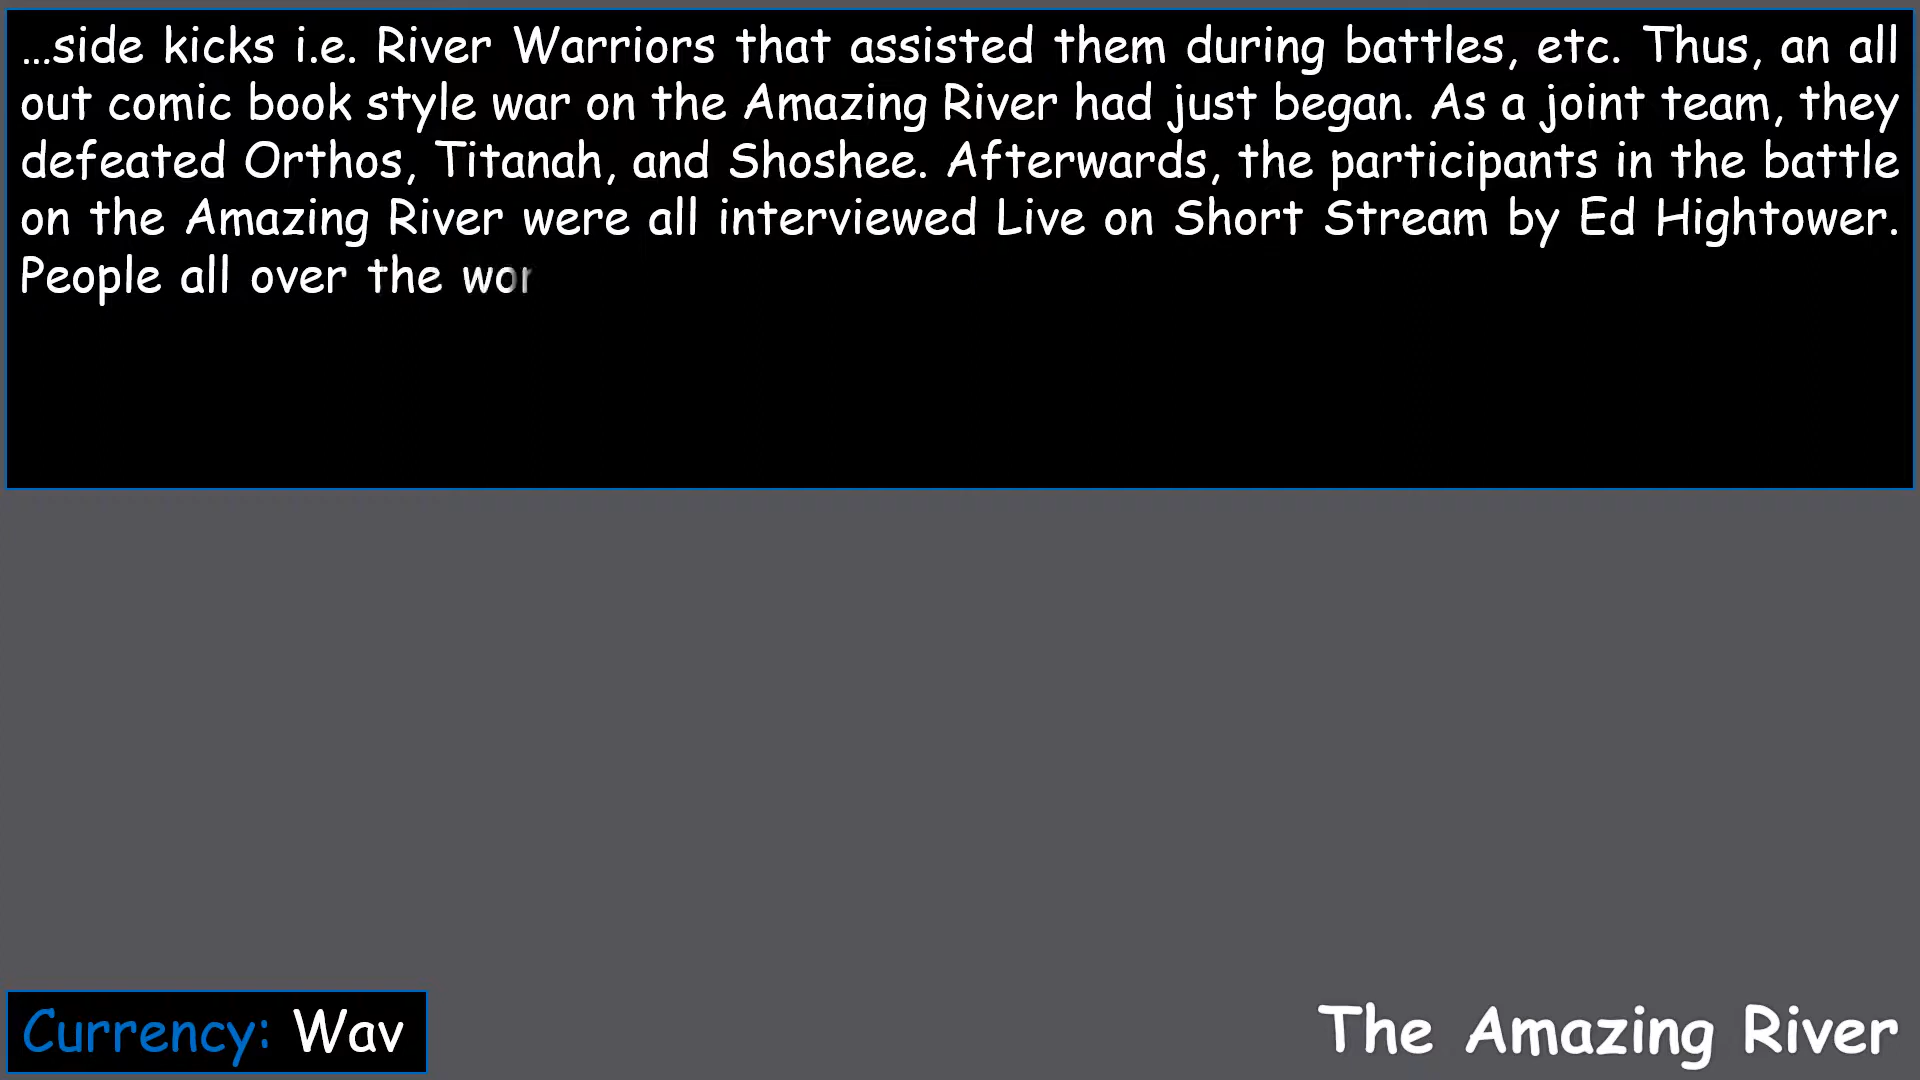 ...side kicks i.e. River Warriors that assisted them during battles, etc. Thus, an all
out comic book style war on the Amazing River had just began. As a joint team, they
defeated Orthos, Titanah, and Shoshee. Afterwards, the participants in the battle
on the Amazing River were all interviewed Live on Short Stream by Ed Hightower.
People all over the wor
Currency: Wav
The Amazing River